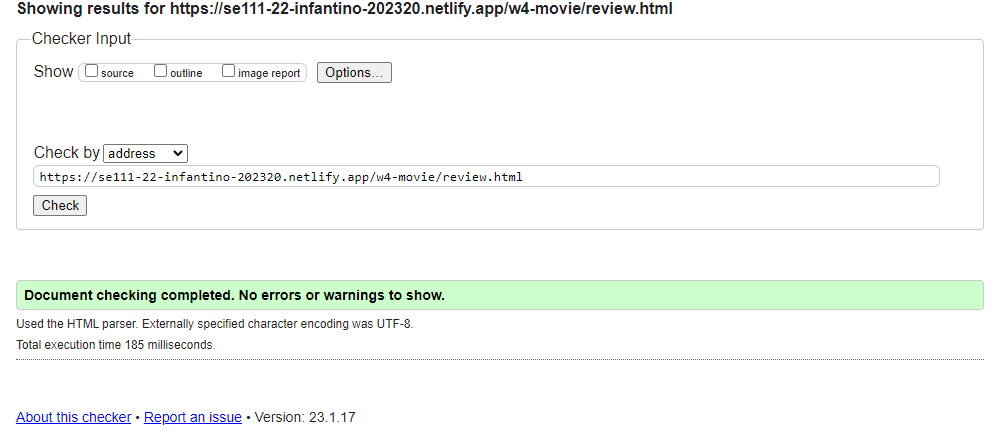 Showing results for https://se111-22-infantino-202320.netlify.app/w4-movie/review.html
Checker Input
Show source outline image report Options...
Check by address
https://se111-22-infantino-202320.netlify.app/w4-movie/review.html
Check
Document checking completed. No errors or warnings to show.
Used the HTML parser. Externally specified character encoding was UTF-8.
Total execution time 185 milliseconds.
About this checker • Report an issue • Version: 23.1.17